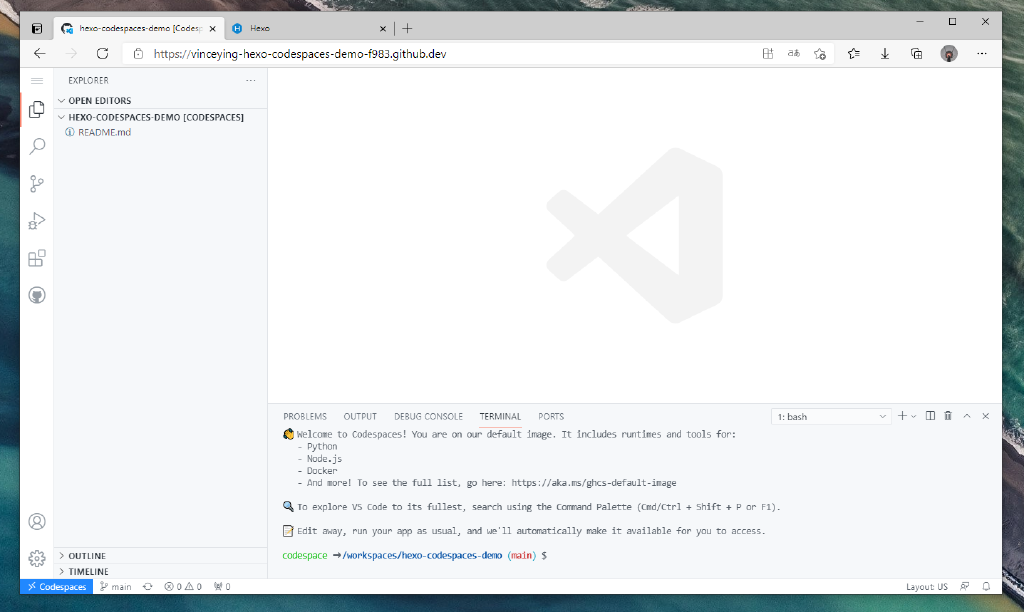 hexo-codespaces-demo [Codesp
Hexo
https://vinceying-hexo-codespaces-demo-f983.github.dev
EXPLORER
OPEN EDITORS
HEXO-CODESPACES-DEMO [CODESPACES]
README.md
PROBLEMS OUTPUT DEBUG CONSOLE TERMINAL PORTS
1: bash
Welcome to Codespaces! You are on our default image. It includes runtimes and tools for:
- Python
- Node.js
- Docker
- And more! To see the full list, go here: https://aka.ms/ghcs-default-image
To explore VS Code to its fullest, search using the Command Palette (Cmd/Ctrl + Shift + P or F1).
Edit away, run your app as usual, and we'll automatically make it available for you to access.
codespace ➜/workspaces/hexo-codespaces-demo (main) $
OUTLINE
TIMELINE
Codespaces main 0 0 0
Layout: US